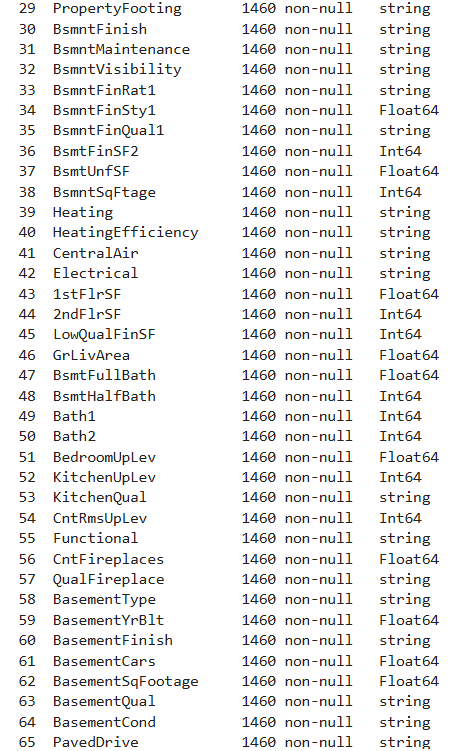 29 PropertyFooting 1460 non-null string
30 BsmntFinish 1460 non-null string
31 BsmntMaintenance 1460 non-null string
32 BsmntVisibility 1460 non-null string
33 BsmntFinRat1 1460 non-null string
34 BsmntFinSty1 1460 non-null Float64
35 BsmntFinQual1 1460 non-null string
36 BsmtFinSF2 1460 non-null Int64
37 BsmtUnfSF 1460 non-null Float64
38 BsmntSqFtage 1460 non-null Int64
39 Heating 1460 non-null string
40 HeatingEfficiency 1460 non-null string
41 CentralAir 1460 non-null string
42 Electrical 1460 non-null string
43 1stFlrSF 1460 non-null Float64
44 2ndFlrSF 1460 non-null Int64
45 LowQualFinSF 1460 non-null Int64
46 GrLivArea 1460 non-null Float64
47 BsmtFullBath 1460 non-null Float64
48 BsmtHalfBath 1460 non-null Int64
49 Bath1 1460 non-null Int64
50 Bath2 1460 non-null Int64
51 BedroomUpLev 1460 non-null Float64
52 KitchenUpLev 1460 non-null Int64
53 KitchenQual 1460 non-null string
54 CntRmsUpLev 1460 non-null Int64
55 Functional 1460 non-null string
56 CntFireplaces 1460 non-null Float64
57 QualFireplace 1460 non-null string
58 BasementType 1460 non-null string
59 BasementYrBlt 1460 non-null Float64
60 BasementFinish 1460 non-null string
61 BasementCars 1460 non-null Float64
62 BasementSqFootage 1460 non-null Float64
63 BasementQual 1460 non-null string
64 BasementCond 1460 non-null string
65 PavedDrive 1460 non-null string